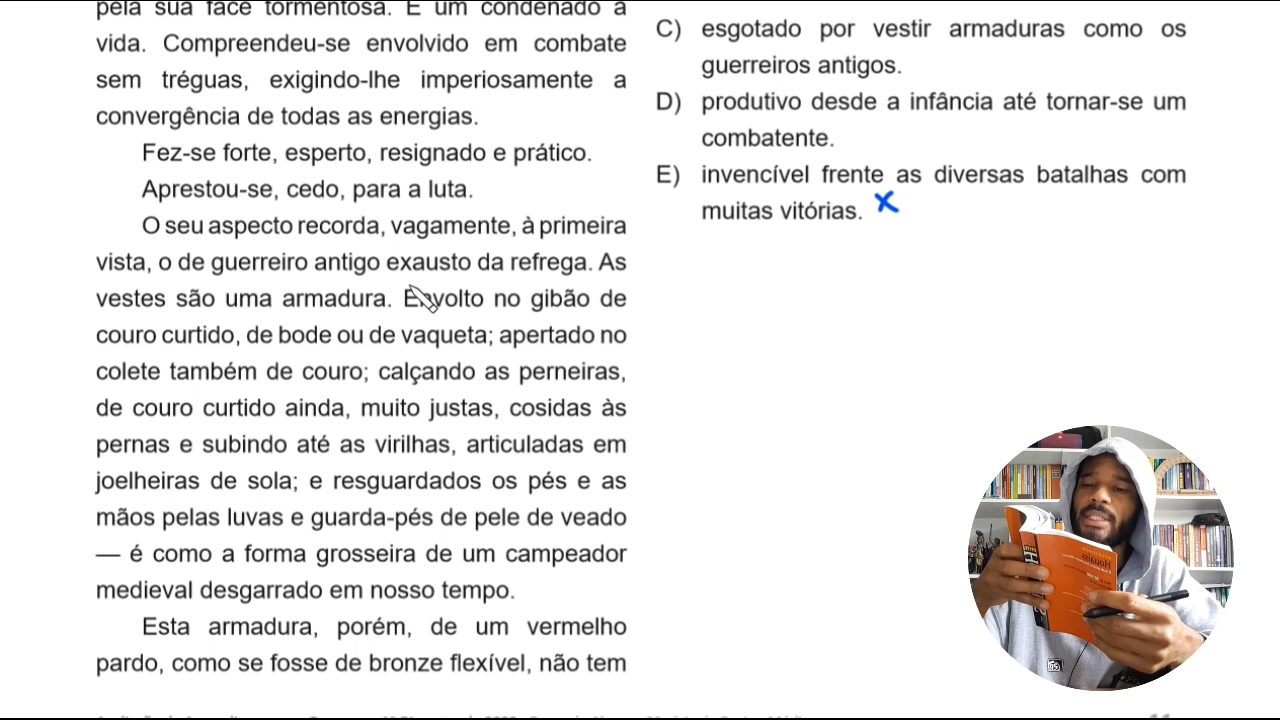 pela sua face tormentosa. É um condenado à
vida. Compreendeu-se envolvido em combate
sem tréguas, exigindo-lhe imperiosamente a
convergência de todas as energias.
Fez-se forte, esperto, resignado e prático.
Aprestou-se, cedo, para a luta.
O seu aspecto recorda, vagamente, à primeira
vista, o de guerreiro antigo exausto da refrega. As
vestes são uma armadura. Envolto no gibão de
couro curtido, de bode ou de vaqueta; apertado no
colete também de couro; calçando as perneiras,
de couro curtido ainda, muito justas, cosidas às
pernas e subindo até as virilhas, articuladas em
joelheiras de sola; e resguardados os pés e as
mãos pelas luvas e guarda-pés de pele de veado
— é como a forma grosseira de um campeador
medieval desgarrado em nosso tempo.
Esta armadura, porém, de um vermelho
pardo, como se fosse de bronze flexível, não tem
C) esgotado por vestir armaduras como os
guerreiros antigos.
D) produtivo desde a infância até tornar-se um
combatente.
E) invencível frente as diversas batalhas com
muitas vitórias.
Houaiss